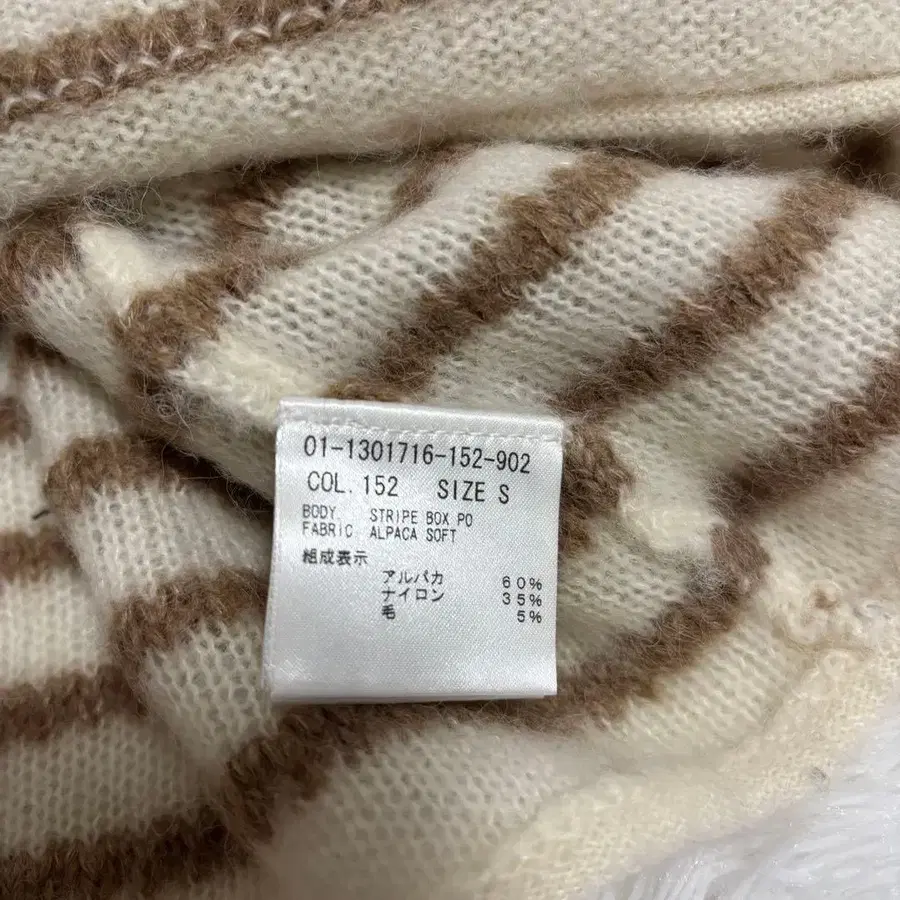 01-1301716-152-902
COL. 152 SIZE S
BODY. STRIPE BOX PO
FABRIC ALPACA SOFT
組成表示
アルパカ 60%
ナイロン 35%
毛 5%